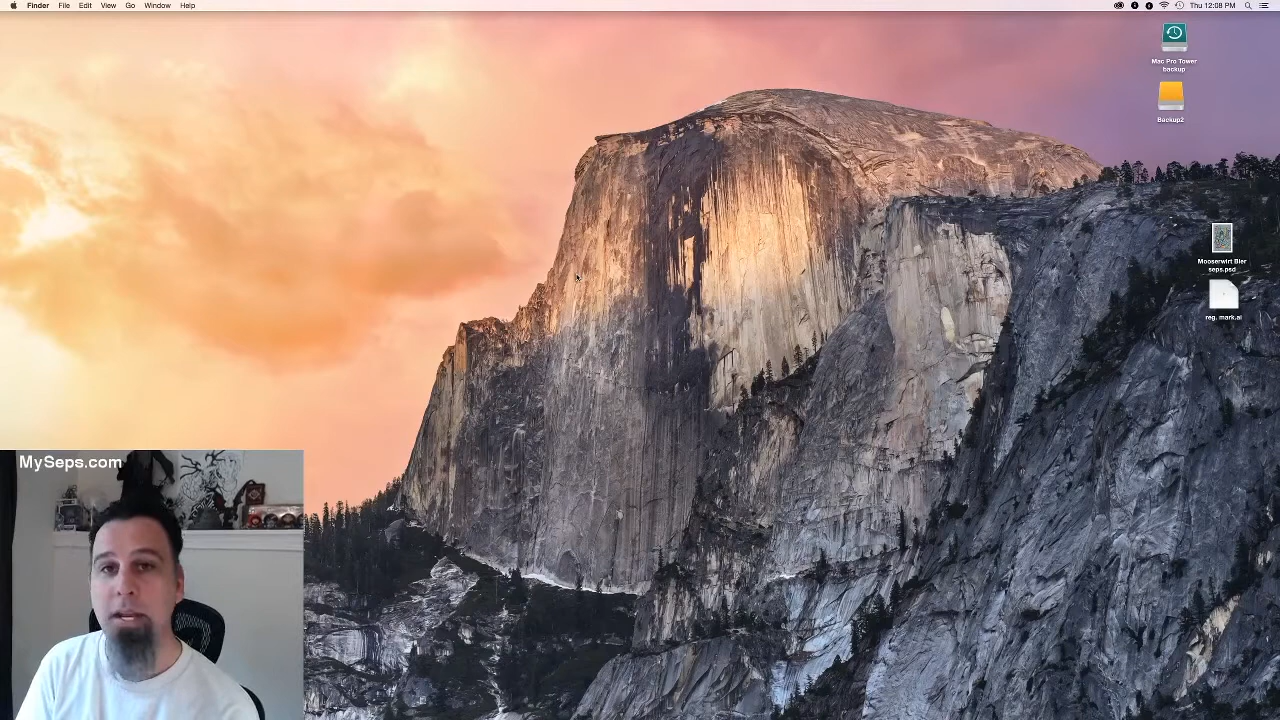 Finder File Edit View Go Window Help
Thu 12:08 PM
Mac Pro Tower
backup
Backup2
Mooserwirt Bier
seps.psd
reg. mark.ai
MySeps.com